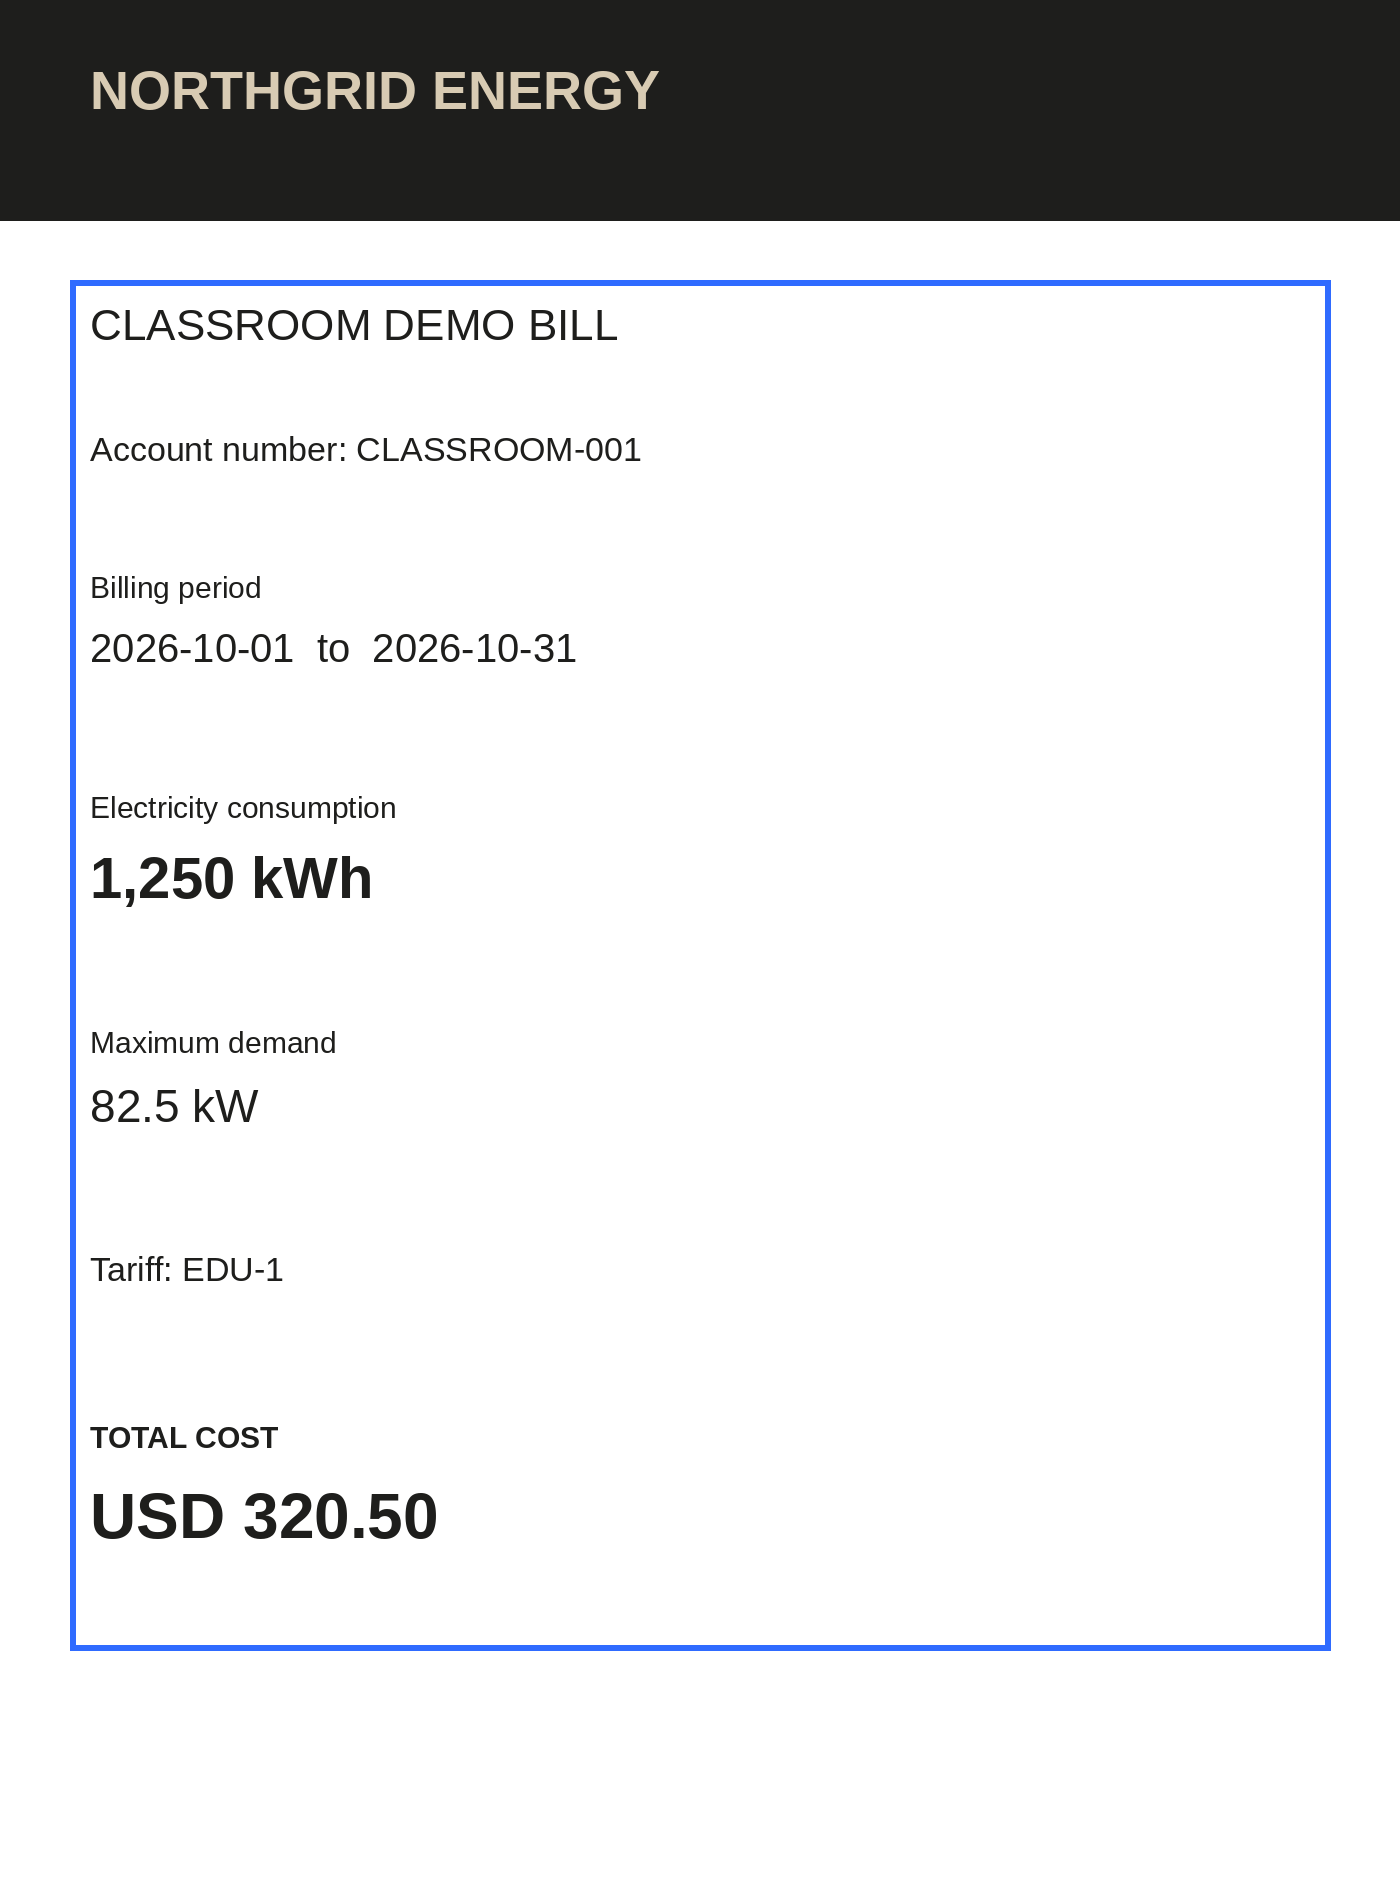 NORTHGRID ENERGY
CLASSROOM DEMO BILL
Account number: CLASSROOM-001
Billing period
2026-10-01 to 2026-10-31
Electricity consumption
1,250 kWh
Maximum demand
82.5 kW
Tariff: EDU-1
TOTAL COST
USD 320.50